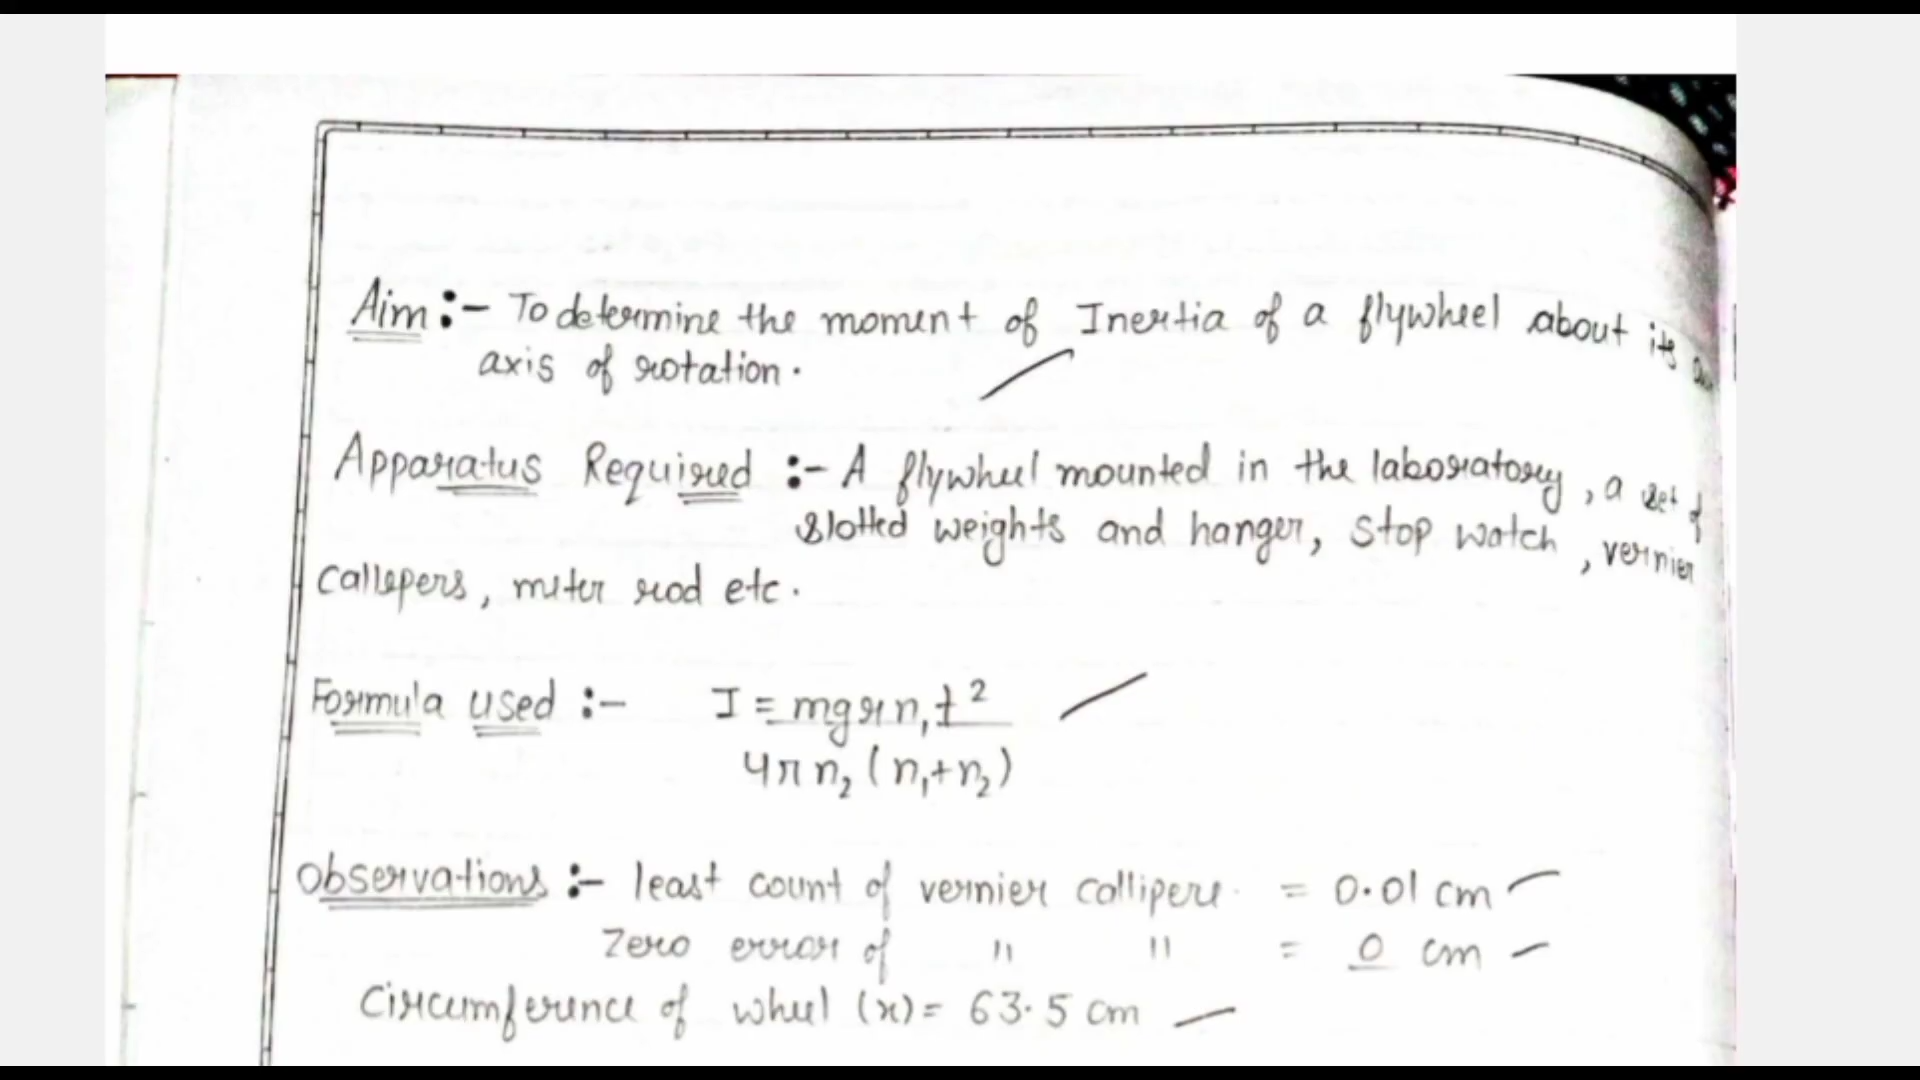 Aim :- To determine the moment of Inertia of a flywheel about its
axis of rotation.
Apparatus Required :- A flywheel mounted in the laboratory, a set of
slotted weights and hanger, stop watch, vernier
callepers, meter rod etc.
Formula used :- I = mgrn₁t²
4π n₂ (n₁+n₂)
Observations :- least count of vernier callipers = 0.01 cm
Zero error of " " = 0 cm
Circumference of wheel (x) = 63.5 cm